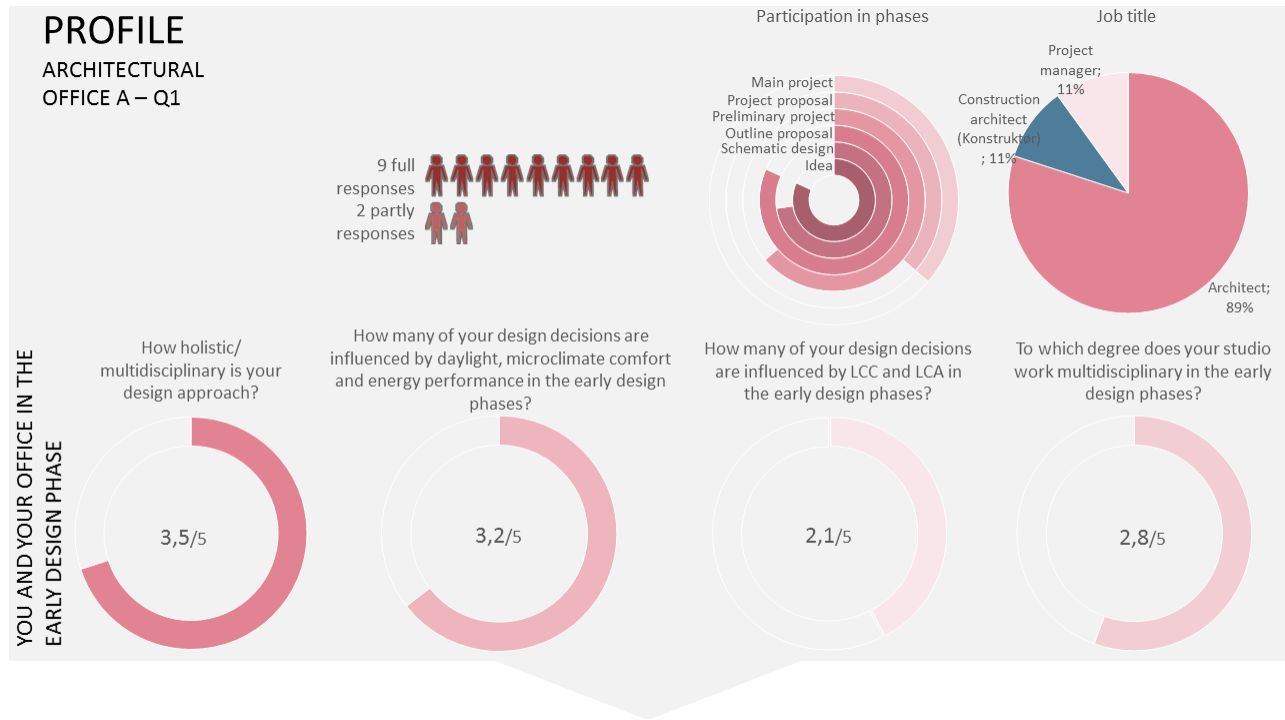 PROFILE
ARCHITECTURAL
OFFICE A – Q1
9 full
responses
2 partly
responses
Participation in phases
Main project
Project proposal
Preliminary project
Outline proposal
Schematic design
Idea
Job title
Project
manager;
11%
Construction
architect
(Konstruktør)
; 11%
Architect;
89%
YOU AND YOUR OFFICE IN THE
EARLY DESIGN PHASE
How holistic/
multidisciplinary is your
design approach?
3,5/5
How many of your design decisions are
influenced by daylight, microclimate comfort
and energy performance in the early design
phases?
3,2/5
How many of your design decisions
are influenced by LCC and LCA in
the early design phases?
2,1/5
To which degree does your studio
work multidisciplinary in the early
design phases?
2,8/5